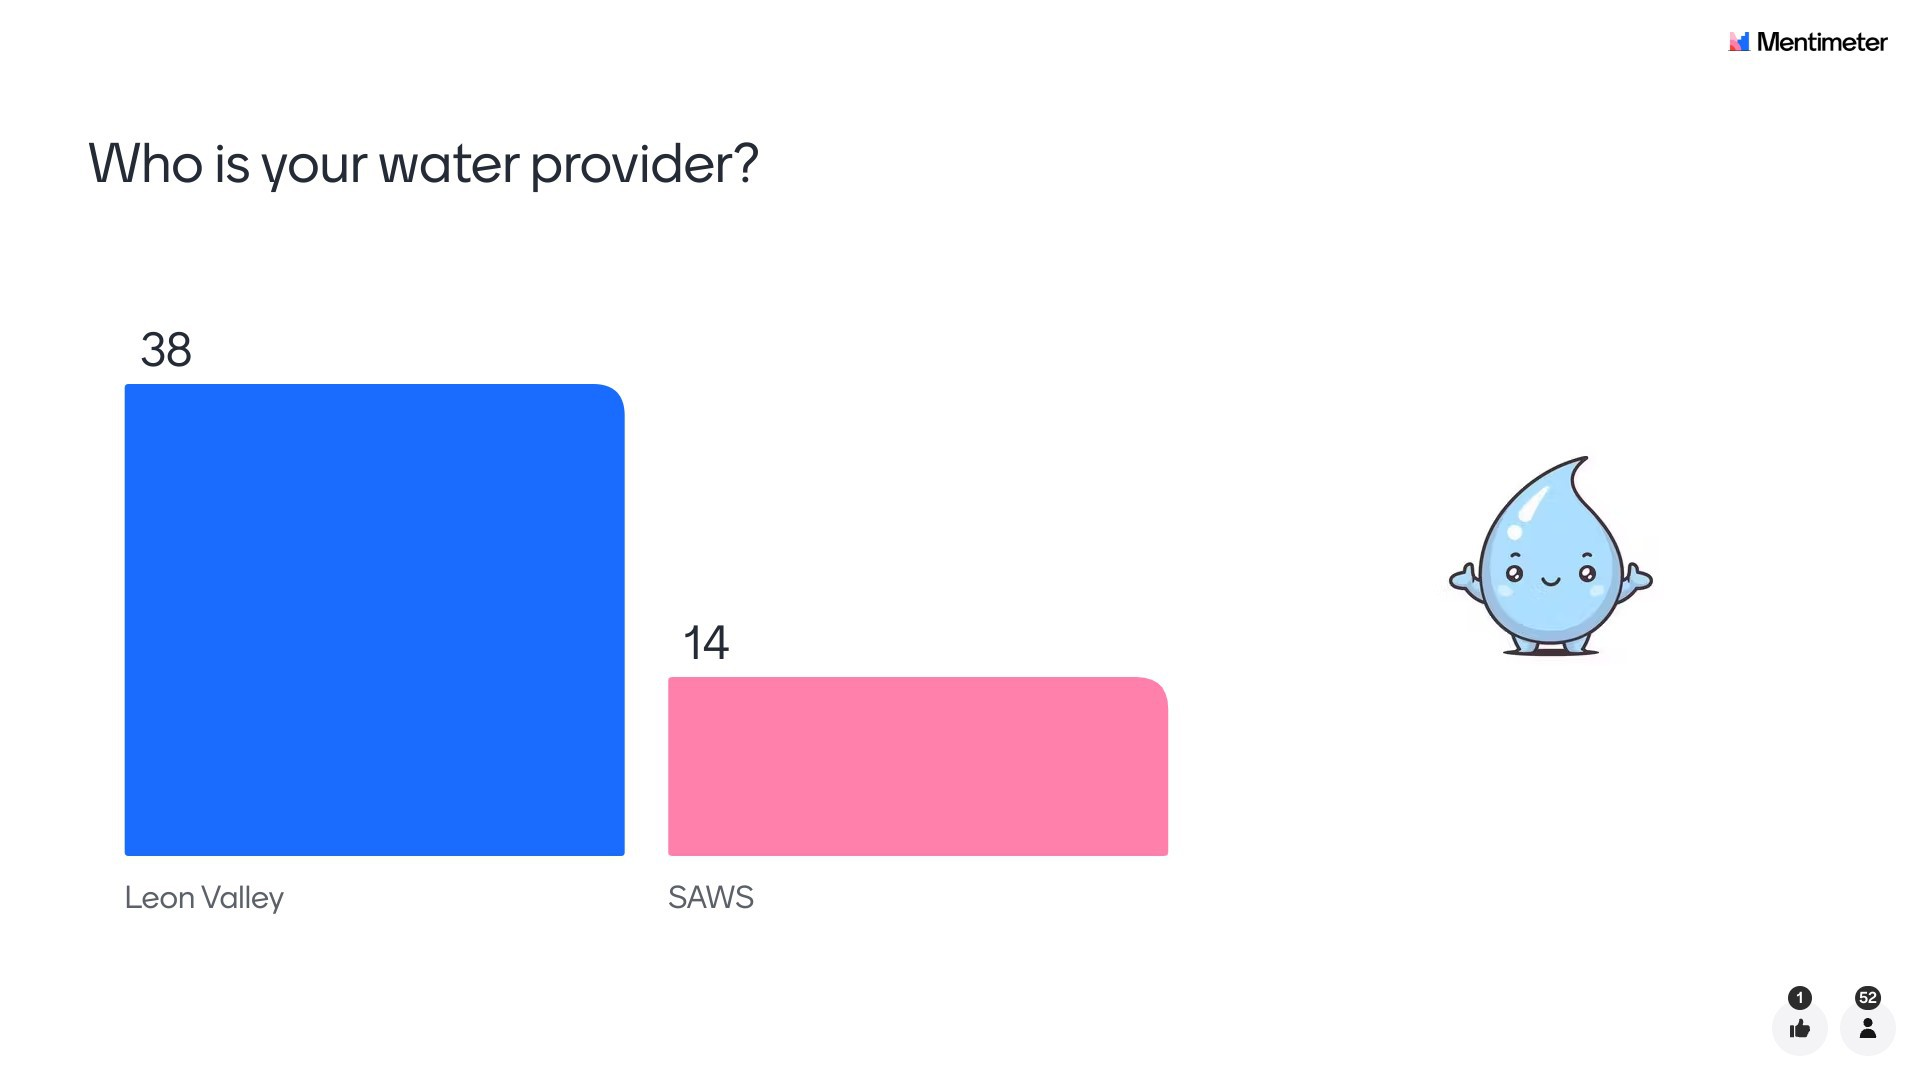 Mentimeter
Who is your water provider?
38
14
Leon Valley
SAWS
1
52